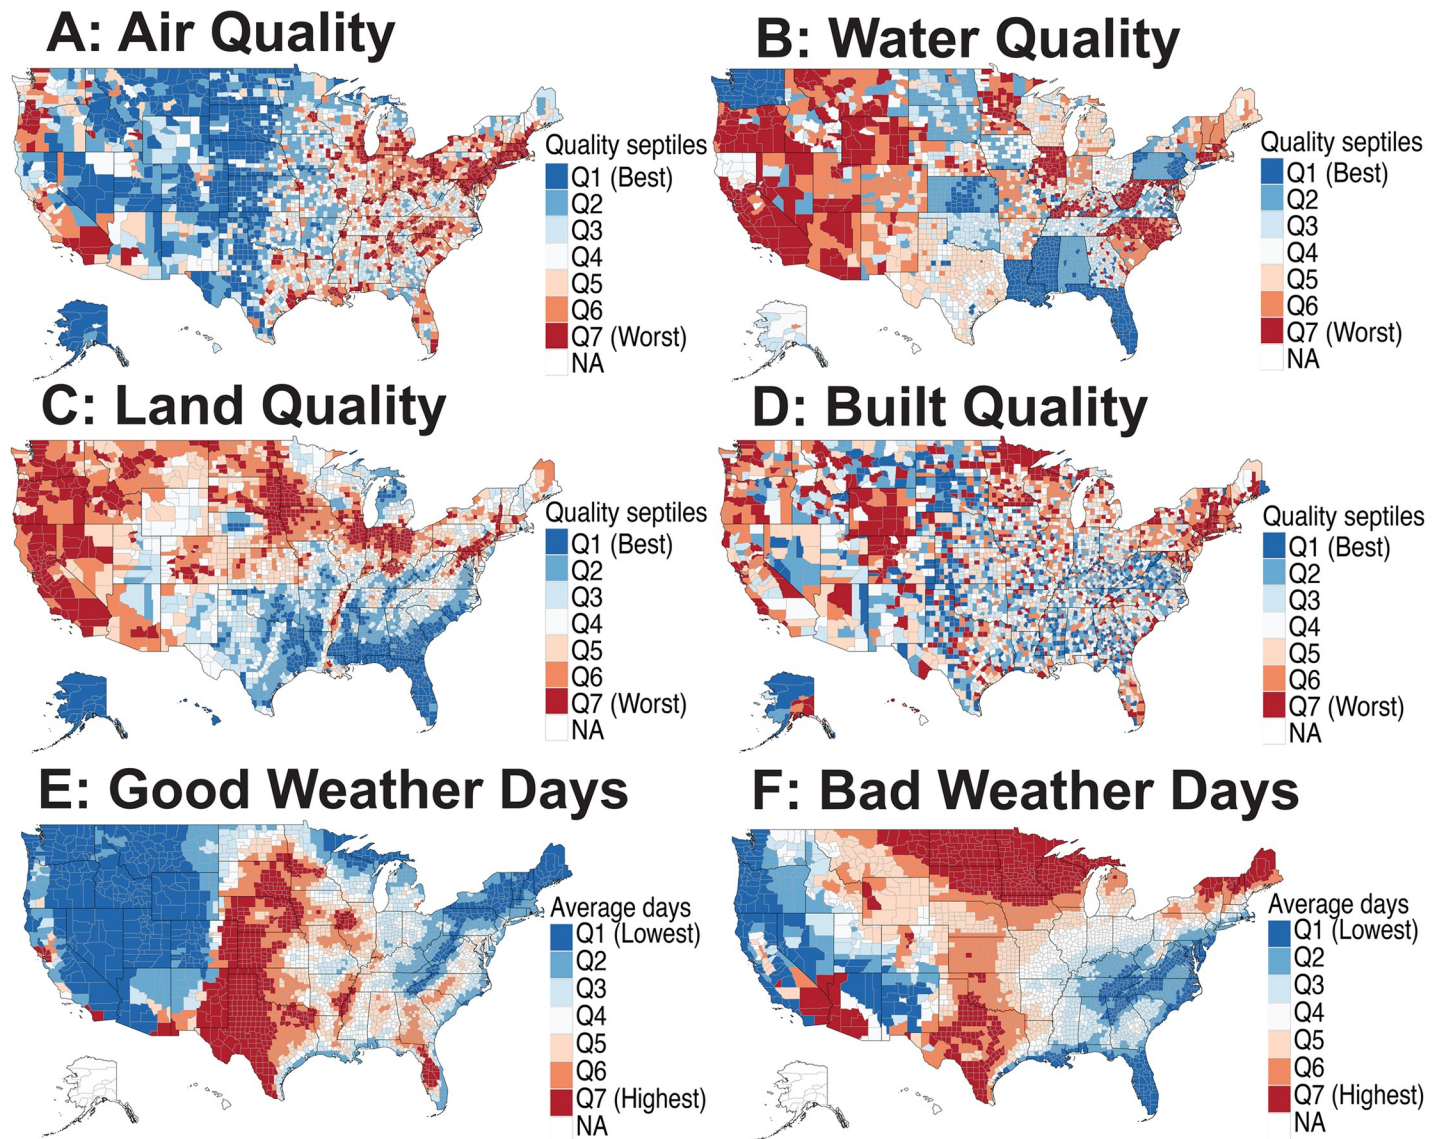 A: Air Quality
Quality septiles
Q1 (Best)
Q2
Q3
Q4
Q5
Q6
Q7 (Worst)
NA
B: Water Quality
Quality septiles
Q1 (Best)
Q2
Q3
Q4
Q5
Q6
Q7 (Worst)
NA
C: Land Quality
Quality septiles
Q1 (Best)
Q2
Q3
Q4
Q5
Q6
Q7 (Worst)
NA
D: Built Quality
Quality septiles
Q1 (Best)
Q2
Q3
Q4
Q5
Q6
Q7 (Worst)
NA
E: Good Weather Days
Average days
Q1 (Lowest)
Q2
Q3
Q4
Q5
Q6
Q7 (Highest)
NA
F: Bad Weather Days
Average days
Q1 (Lowest)
Q2
Q3
Q4
Q5
Q6
Q7 (Highest)
NA